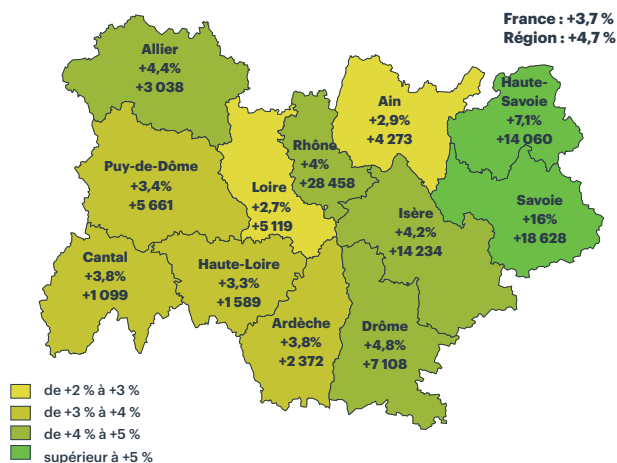 France : +3,7 %
Région : +4,7 %
Allier
+4,4%
+3 038
Ain
+2,9%
+4 273
Haute-
Savoie
+7,1%
+14 060
Rhône
+4%
+28 458
Puy-de-Dôme
+3,4%
+5 661
Loire
+2,7%
+5 119
Isère
+4,2%
+14 234
Savoie
+16%
+18 628
Cantal
+3,8%
+1 099
Haute-Loire
+3,3%
+1 589
Ardèche
+3,8%
+2 372
Drôme
+4,8%
+7 108
de +2 % à +3 %
de +3 % à +4 %
de +4 % à +5 %
supérieur à +5 %